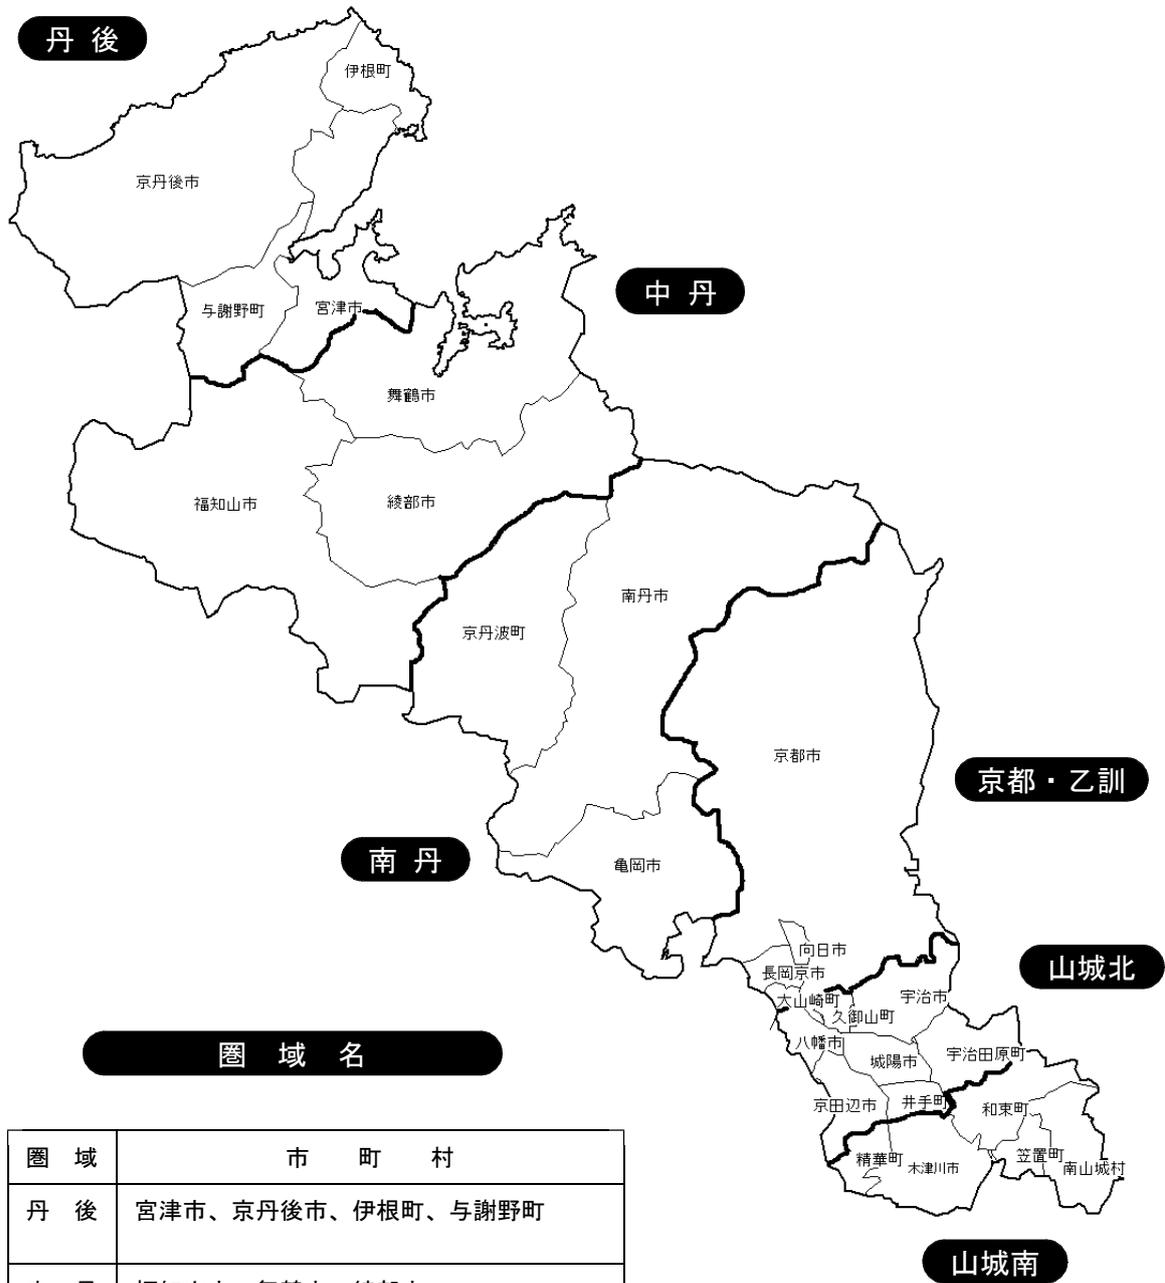 丹 後
伊根町
京丹後市
中 丹
与謝野町
宮津市
舞鶴市
福知山市
綾部市
南丹市
京丹波町
京都市
京都・乙訓
南 丹
亀岡市
向日市
山城北
長岡京市
大山崎町
宇治市
久御山町
八幡市
宇治田原町
城陽市
圏 域 名
京田辺市
井手町
和束町
精華町
木津川市
笠置町
南山城村
山城南
圏 域 市 町 村
丹 後 宮津市、京丹後市、伊根町、与謝野町